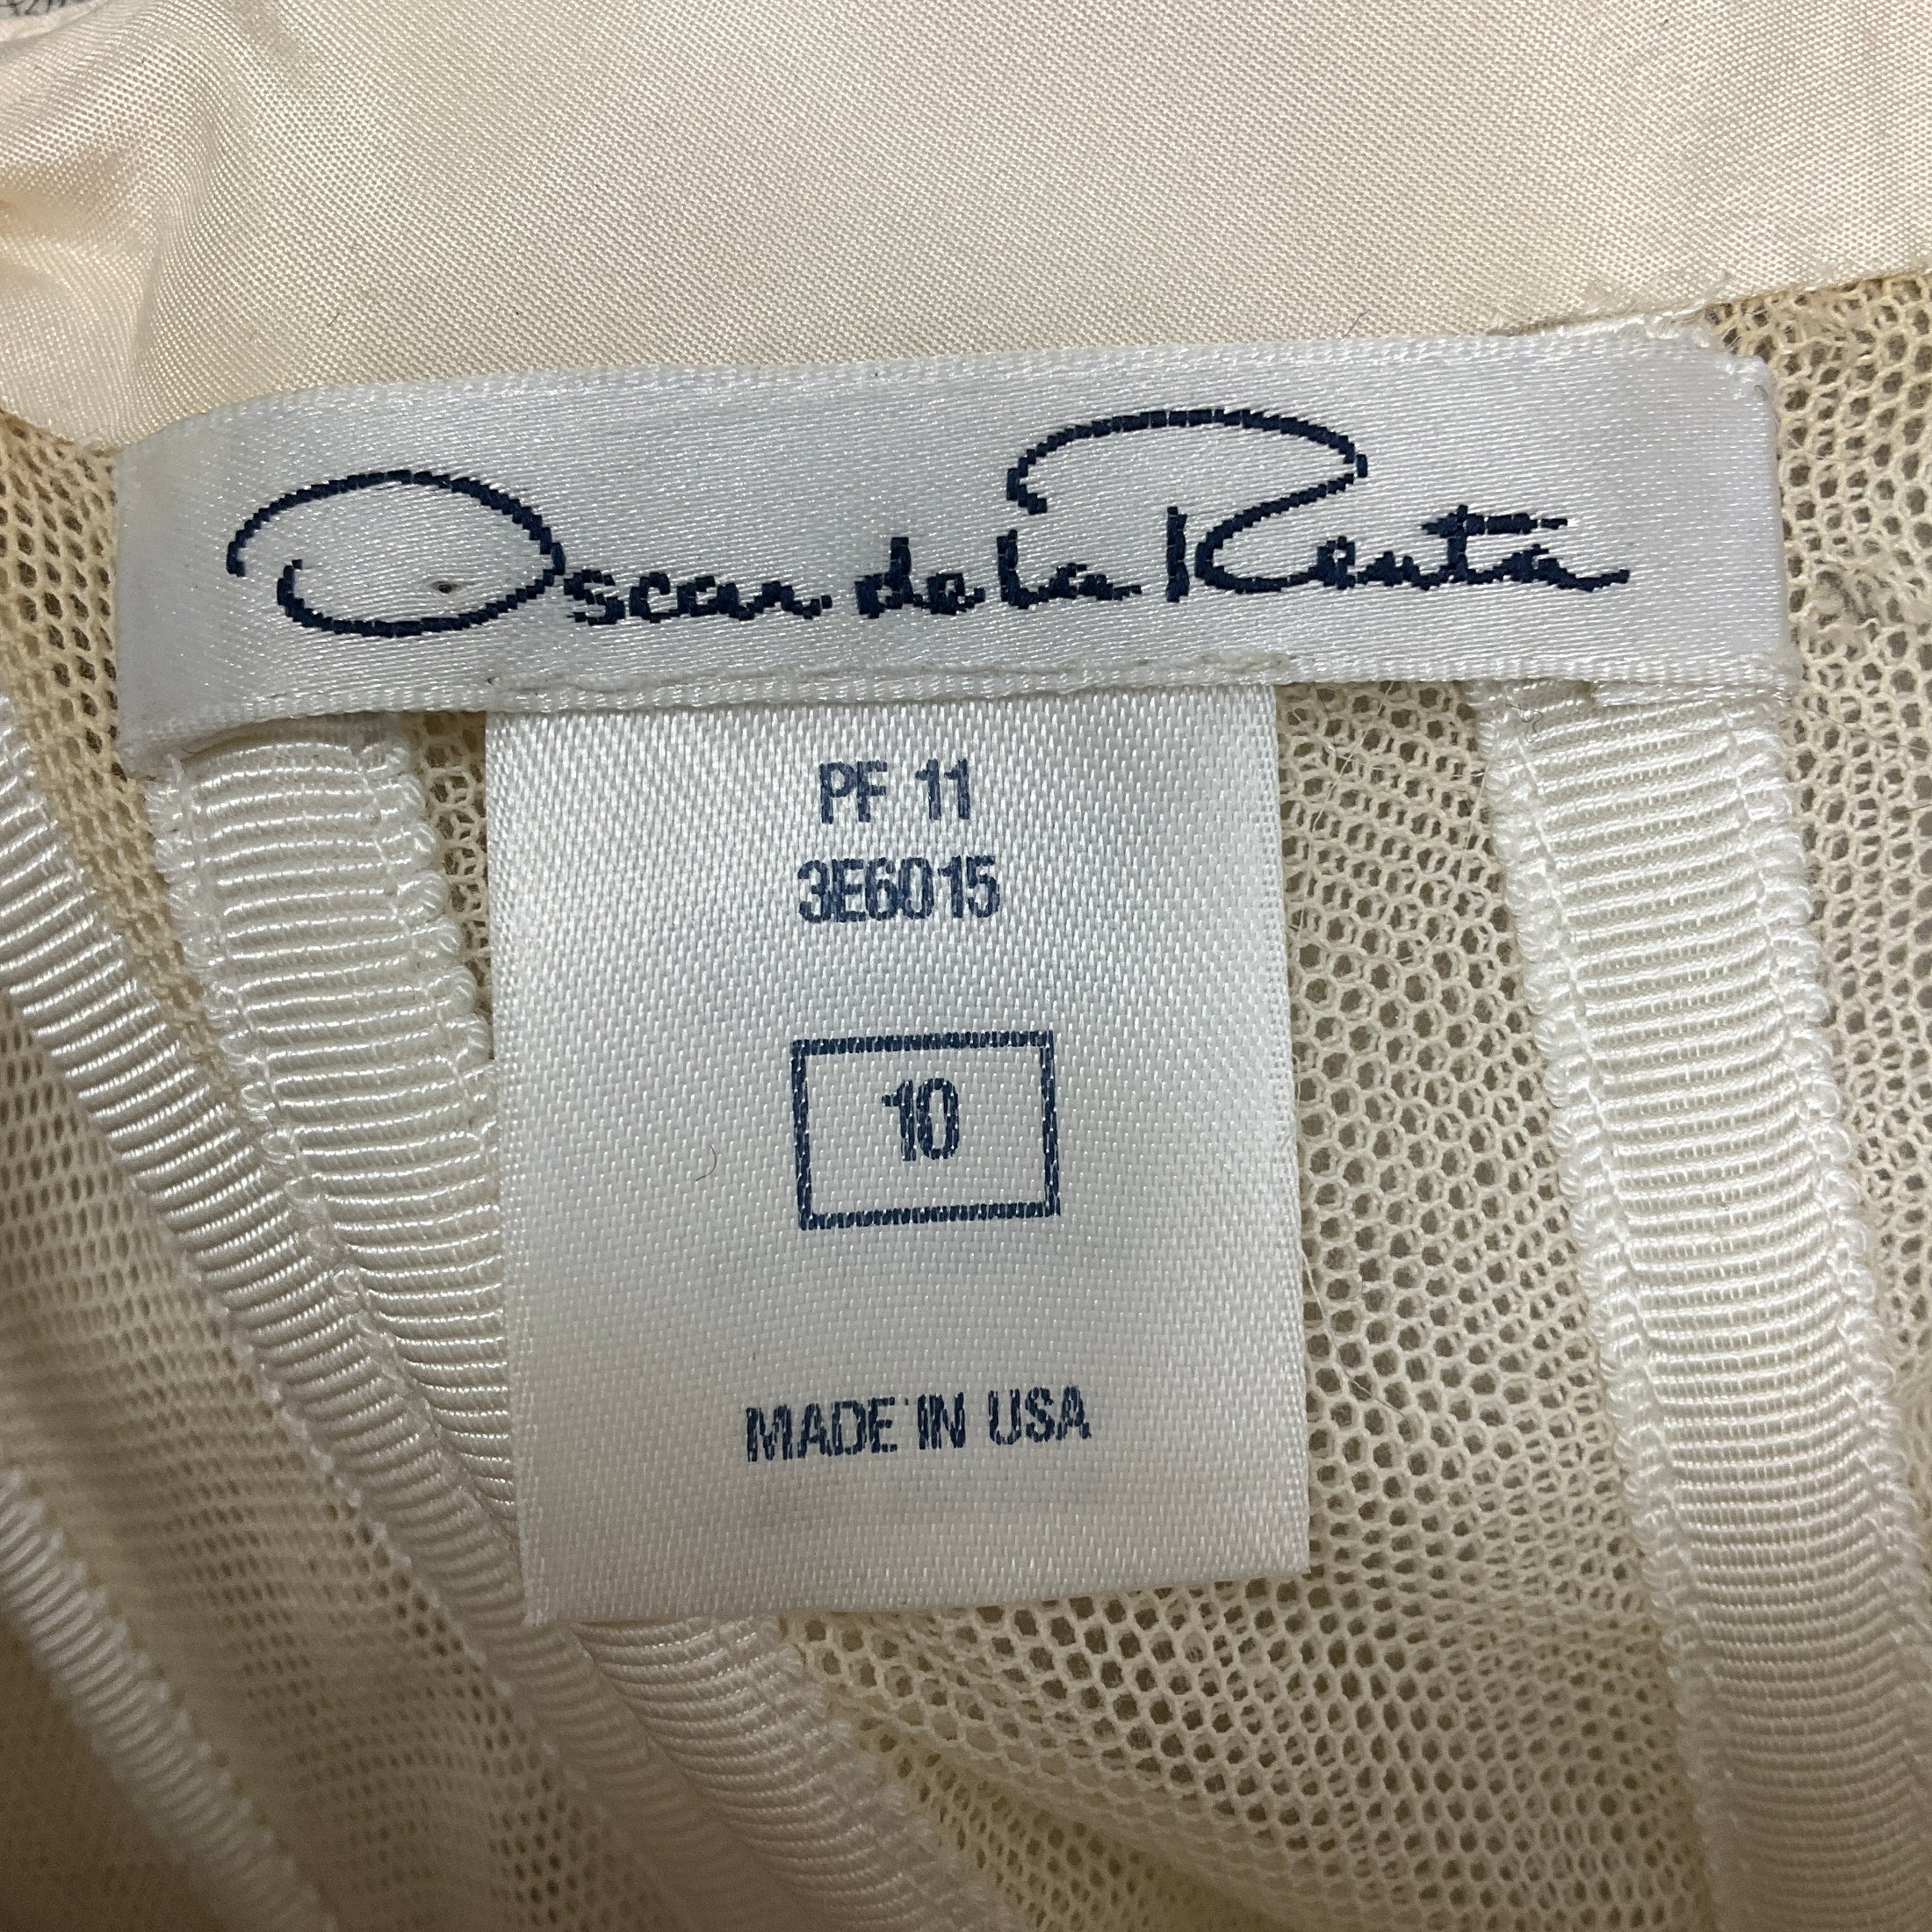 Oscar de la Renta
PF 11
3E6015
10
MADE IN USA